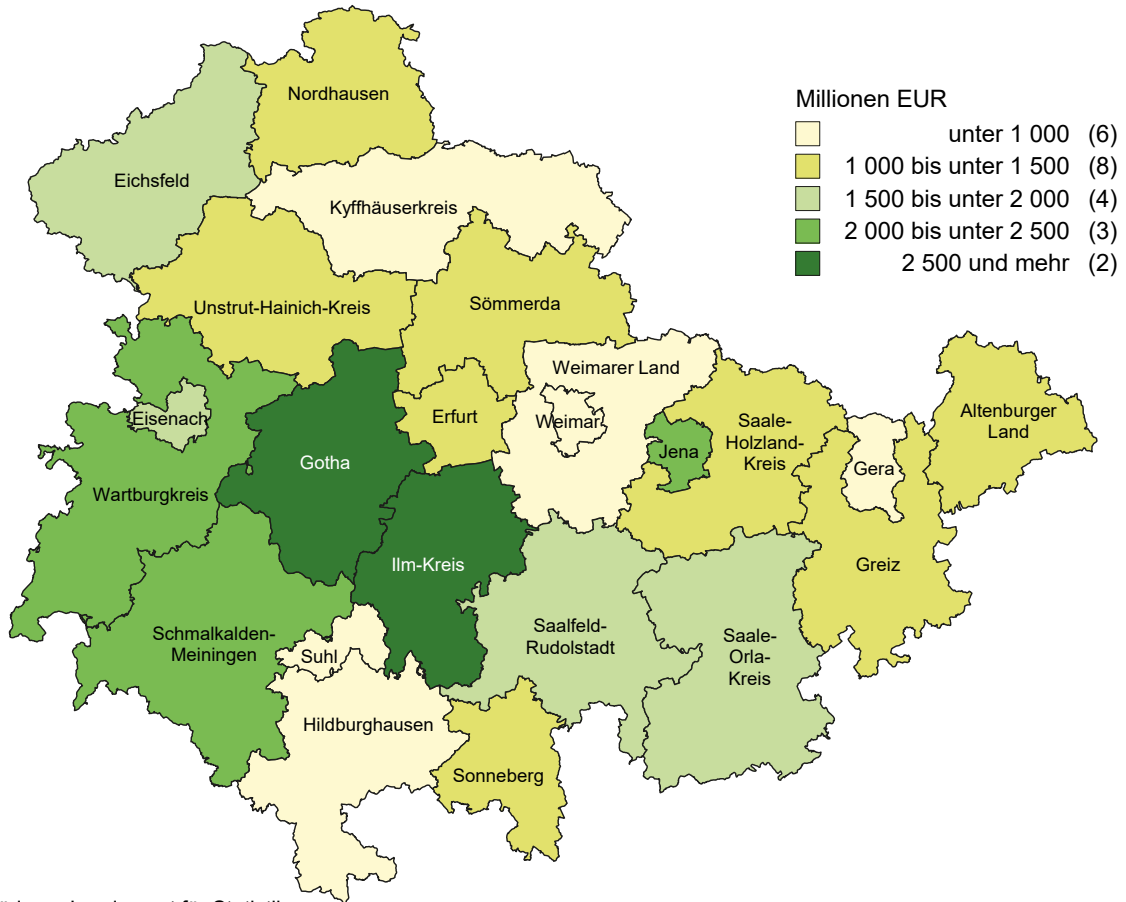 Millionen EUR
unter 1 000 (6)
1 000 bis unter 1 500 (8)
1 500 bis unter 2 000 (4)
2 000 bis unter 2 500 (3)
2 500 und mehr (2)
Nordhausen
Eichsfeld
Kyffhäuserkreis
Unstrut-Hainich-Kreis
Sömmerda
Weimarer Land
Eisenach
Erfurt
Weimar
Jena
Saale-
Holzland-
Kreis
Altenburger
Land
Gera
Gotha
Wartburgkreis
Ilm-Kreis
Greiz
Schmalkalden-
Meiningen
Suhl
Saalfeld-
Rudolstadt
Saale-
Orla-
Kreis
Hildburghausen
Sonneberg